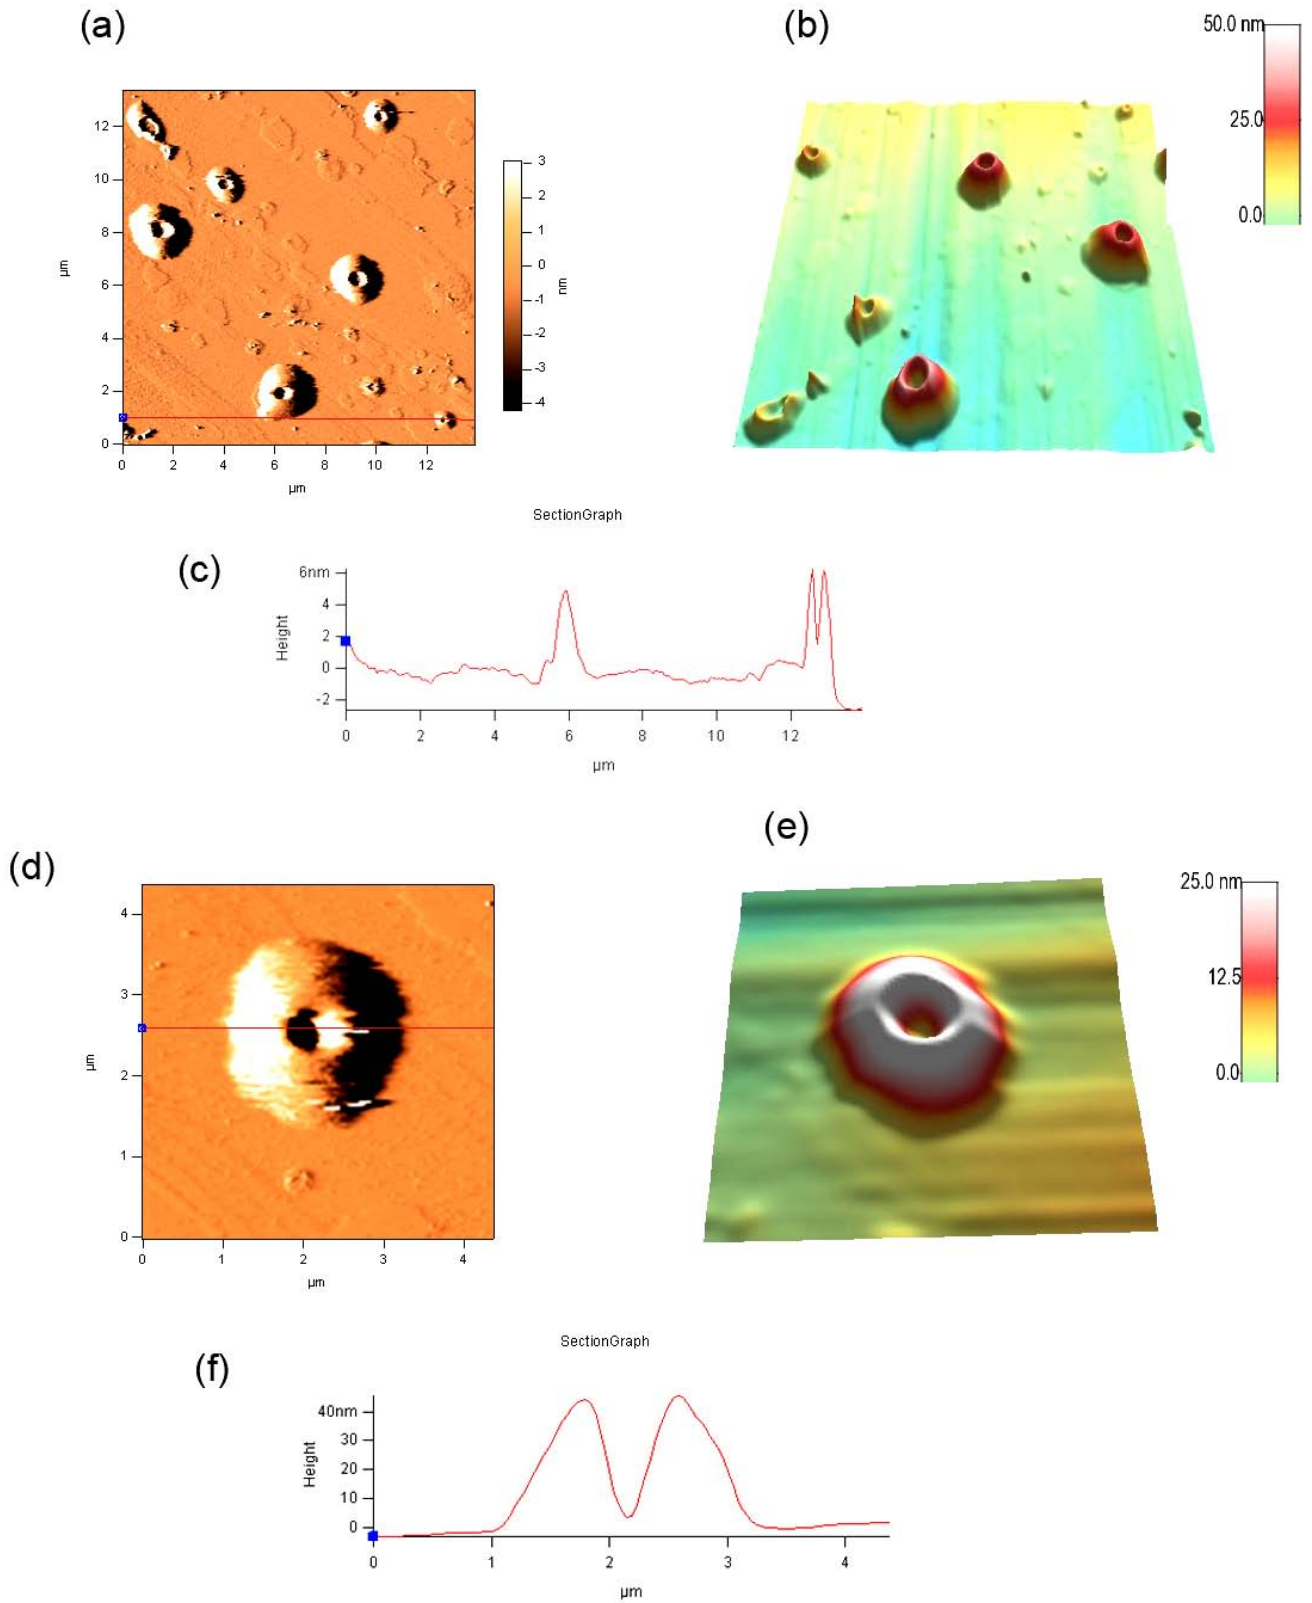 (a)
(b)
50.0 nm
25.0
0.0
12
10
8
6
4
2
0
µm
0 2 4 6 8 10 12
µm
3
2
1
0
-1
-2
-3
-4
nm
SectionGraph
(c)
6nm
4
2
0
-2
Height
0 2 4 6 8 10 12
µm
(d)
(e)
25.0 nm
12.5
0.0
4
3
2
1
0
µm
0 1 2 3 4
µm
SectionGraph
(f)
40nm
30
20
10
0
Height
0 1 2 3 4
µm